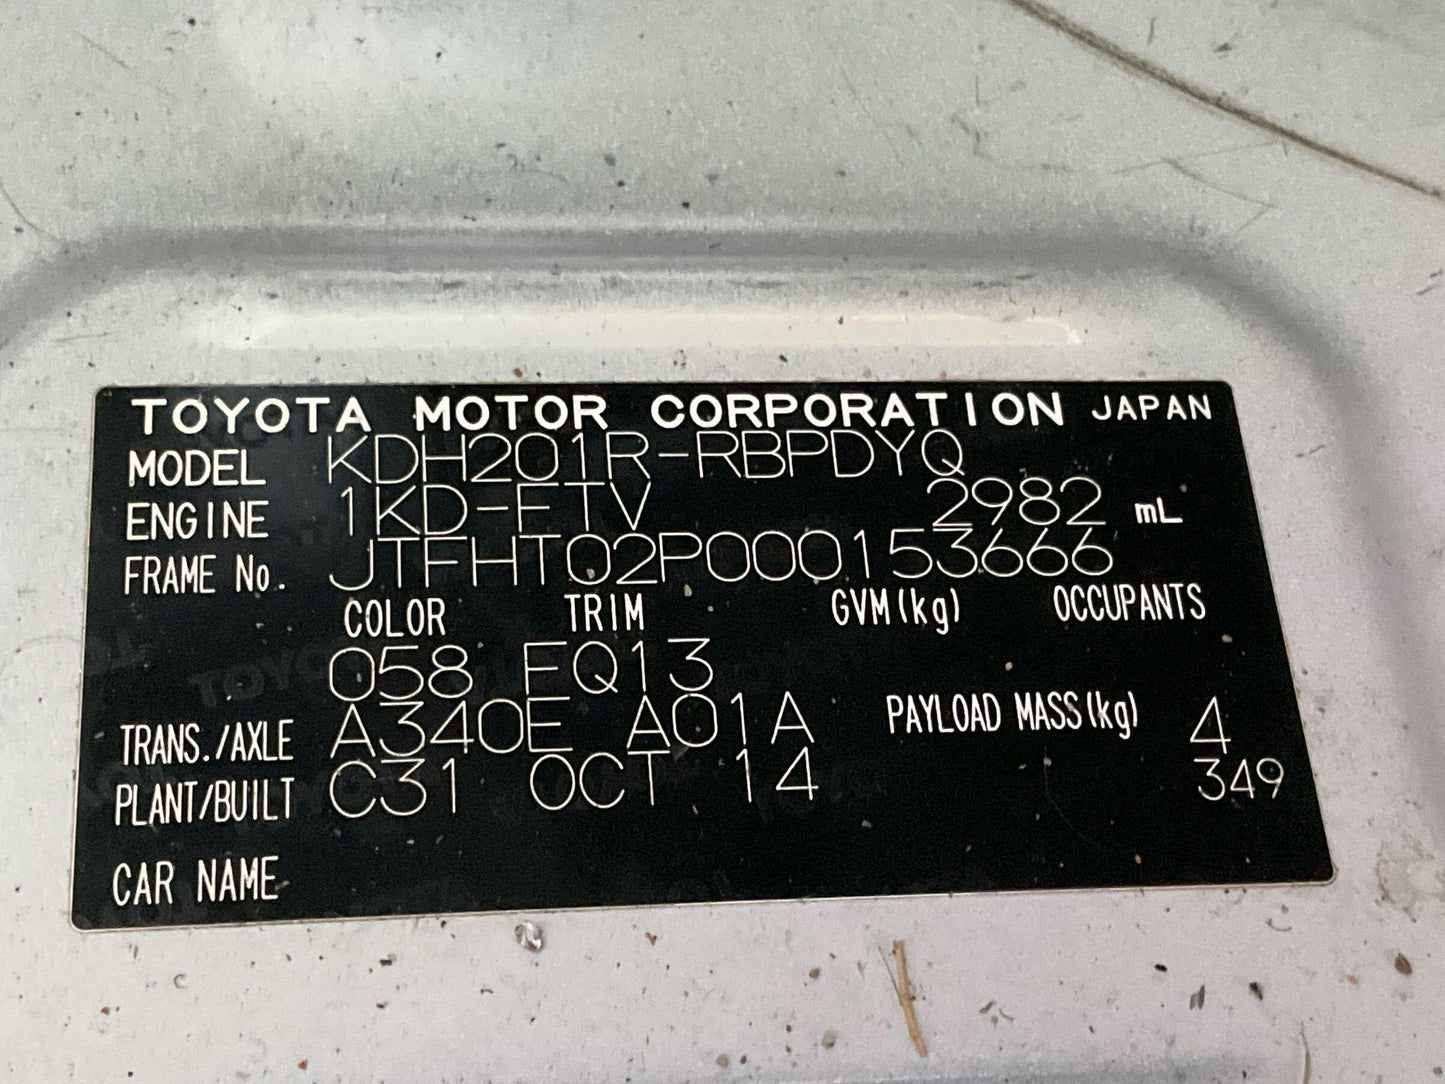 TOYOTA MOTOR CORPORATION JAPAN
MODEL KDH201R-RBPDYQ
ENGINE 1KD-FTV 2982 mL
FRAME No. JTFHT02P000153666
COLOR TRIM GVM(kg) OCCUPANTS
058 FQ13
TRANS./AXLE A340E A01A PAYLOAD MASS(kg) 4
PLANT/BUILT C31 OCT 14 349
CAR NAME